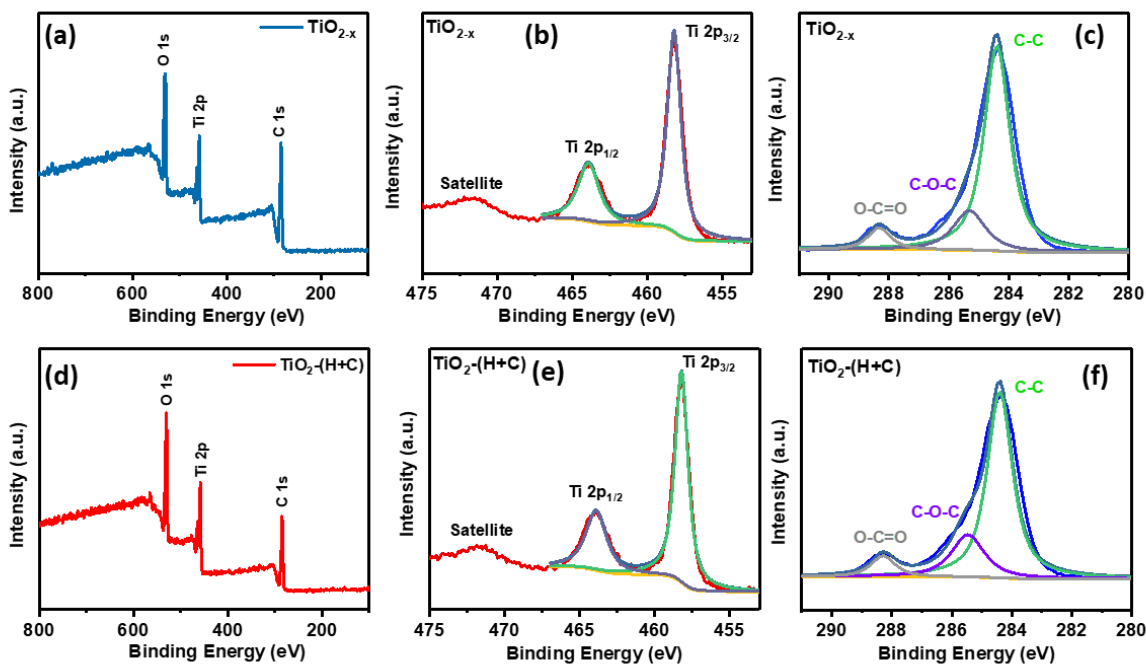 (a)
TiO2-x
O 1s
Ti 2p
C 1s
Intensity (a.u.)
800 600 400 200
Binding Energy (eV)
TiO2-x
(b)
Ti 2p3/2
Ti 2p1/2
Satellite
Intensity (a.u.)
475 470 465 460 455
Binding Energy (eV)
TiO2-x
(c)
C-C
C-O-C
O-C=O
Intensity (a.u.)
290 288 286 284 282 280
Binding Energy (eV)
(d)
TiO2-(H+C)
O 1s
Ti 2p
C 1s
Intensity (a.u.)
800 600 400 200
Binding Energy (eV)
TiO2-(H+C)
(e)
Ti 2p3/2
Ti 2p1/2
Satellite
Intensity (a.u.)
475 470 465 460 455
Binding Energy (eV)
TiO2-(H+C)
(f)
C-C
C-O-C
O-C=O
Intensity (a.u.)
290 288 286 284 282 280
Binding Energy (eV)